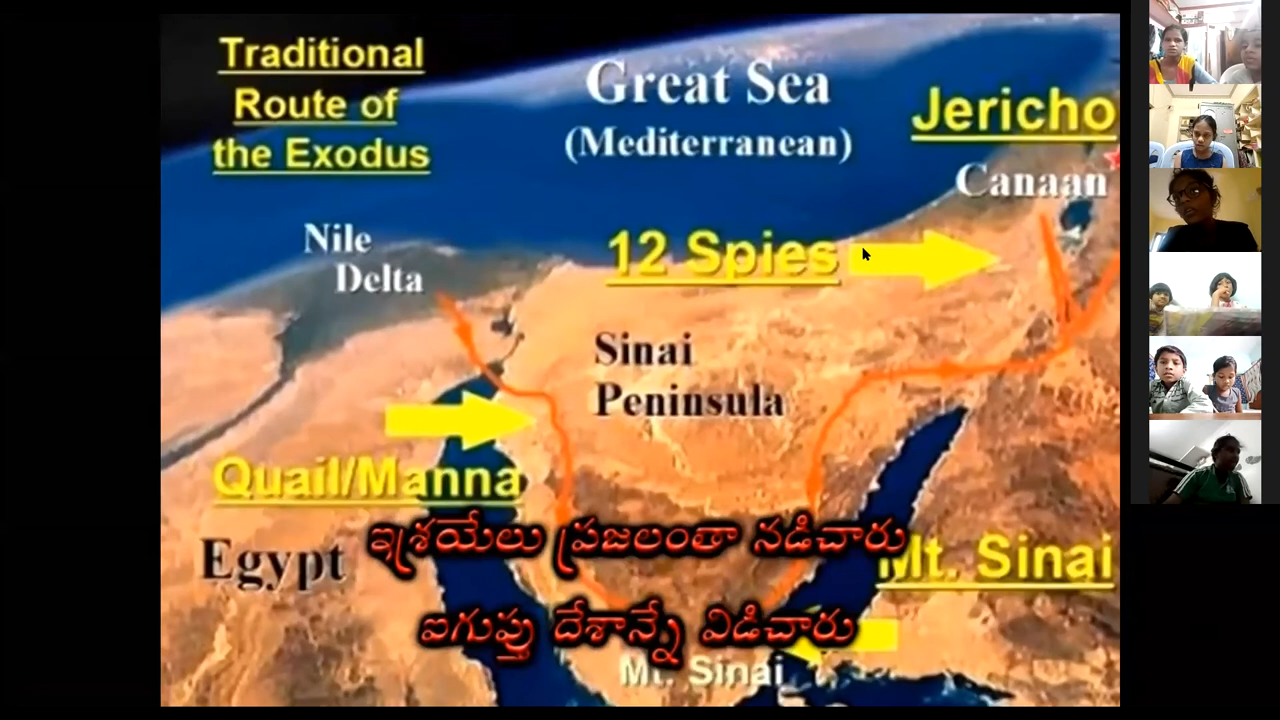 Traditional
Route of
the Exodus
Great Sea
(Mediterranean)
Jericho
Canaan
Nile
Delta
12 Spies
Sinai
Peninsula
Quail/Manna
Egypt
ఇశ్రాయేలు ప్రజలంతా నడిచారు
Mt. Sinai
ఐగుప్తు దేశాన్నే విడిచారు
Mt. Sinai